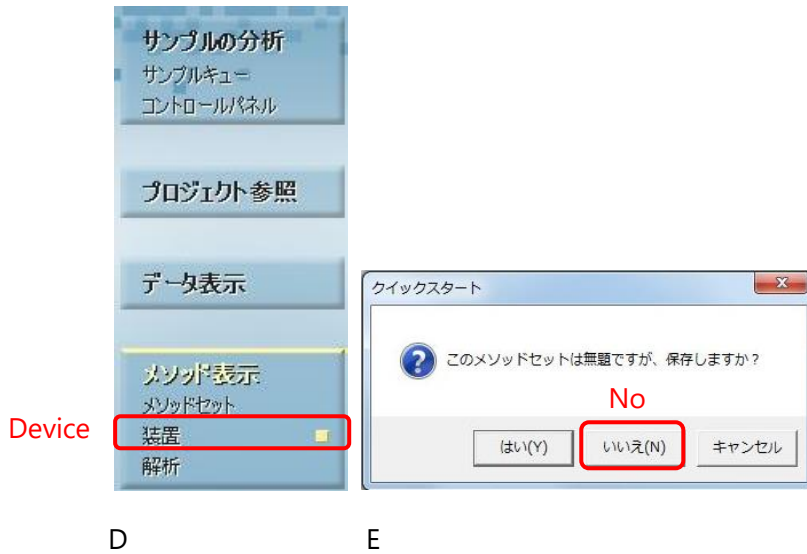 サンプルの分析
サンプルキュー
コントロールパネル
プロジェクト参照
データ表示
メソッド表示
メソッドセット
Device
装置
解析
クイックスタート
このメソッドセットは無題ですが、保存しますか？
No
はい(Y)
いいえ(N)
キャンセル
D
E